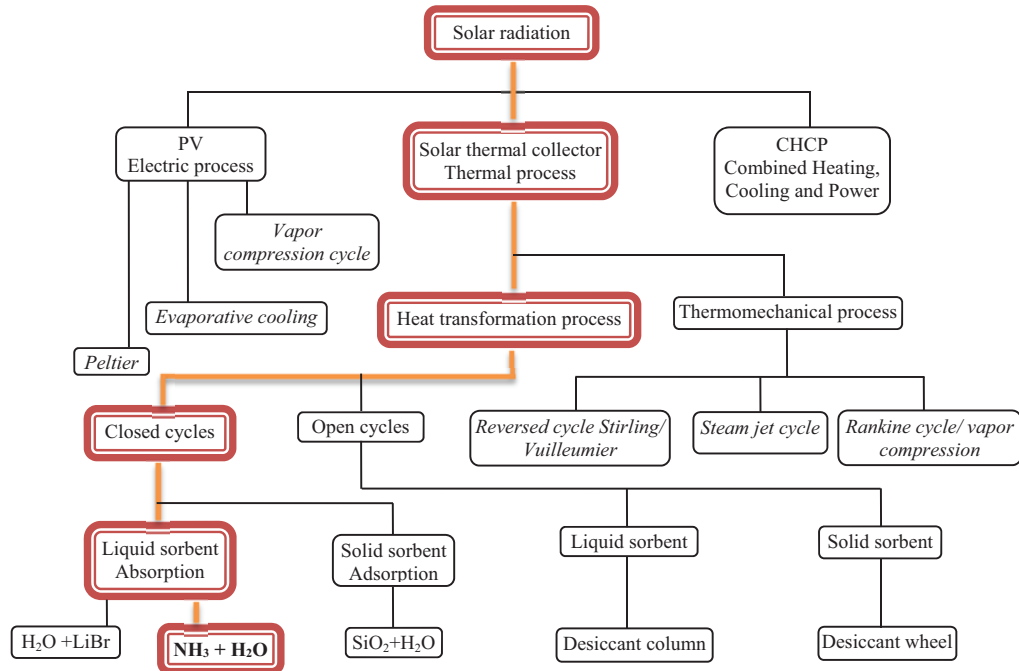 Solar radiation
PV
Electric process
Solar thermal collector
Thermal process
CHCP
Combined Heating,
Cooling and Power
Vapor
compression cycle
Evaporative cooling
Peltier
Heat transformation process
Thermomechanical process
Closed cycles
Open cycles
Reversed cycle Stirling/
Vuilleumier
Steam jet cycle
Rankine cycle/ vapor
compression
Liquid sorbent
Absorption
Solid sorbent
Adsorption
Liquid sorbent
Solid sorbent
H₂O +LiBr
NH₃ + H₂O
SiO₂+H₂O
Desiccant column
Desiccant wheel